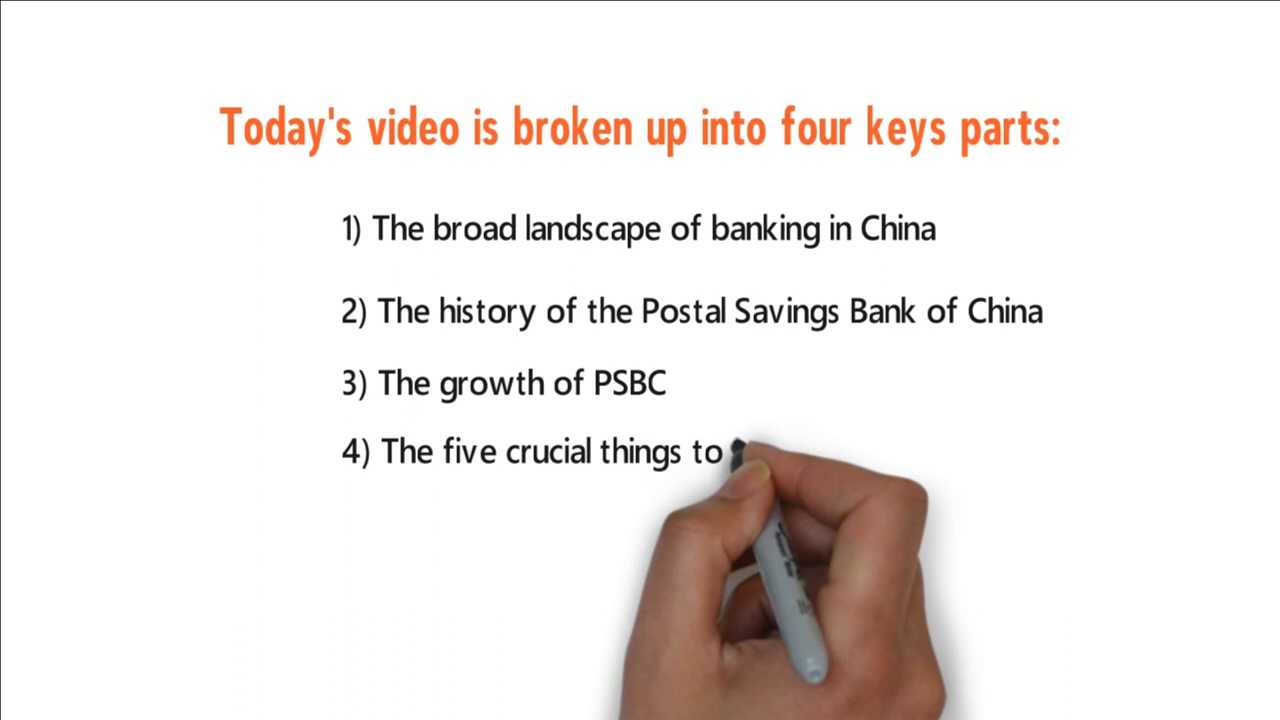 Today's video is broken up into four keys parts:
1) The broad landscape of banking in China
2) The history of the Postal Savings Bank of China
3) The growth of PSBC
4) The five crucial things to